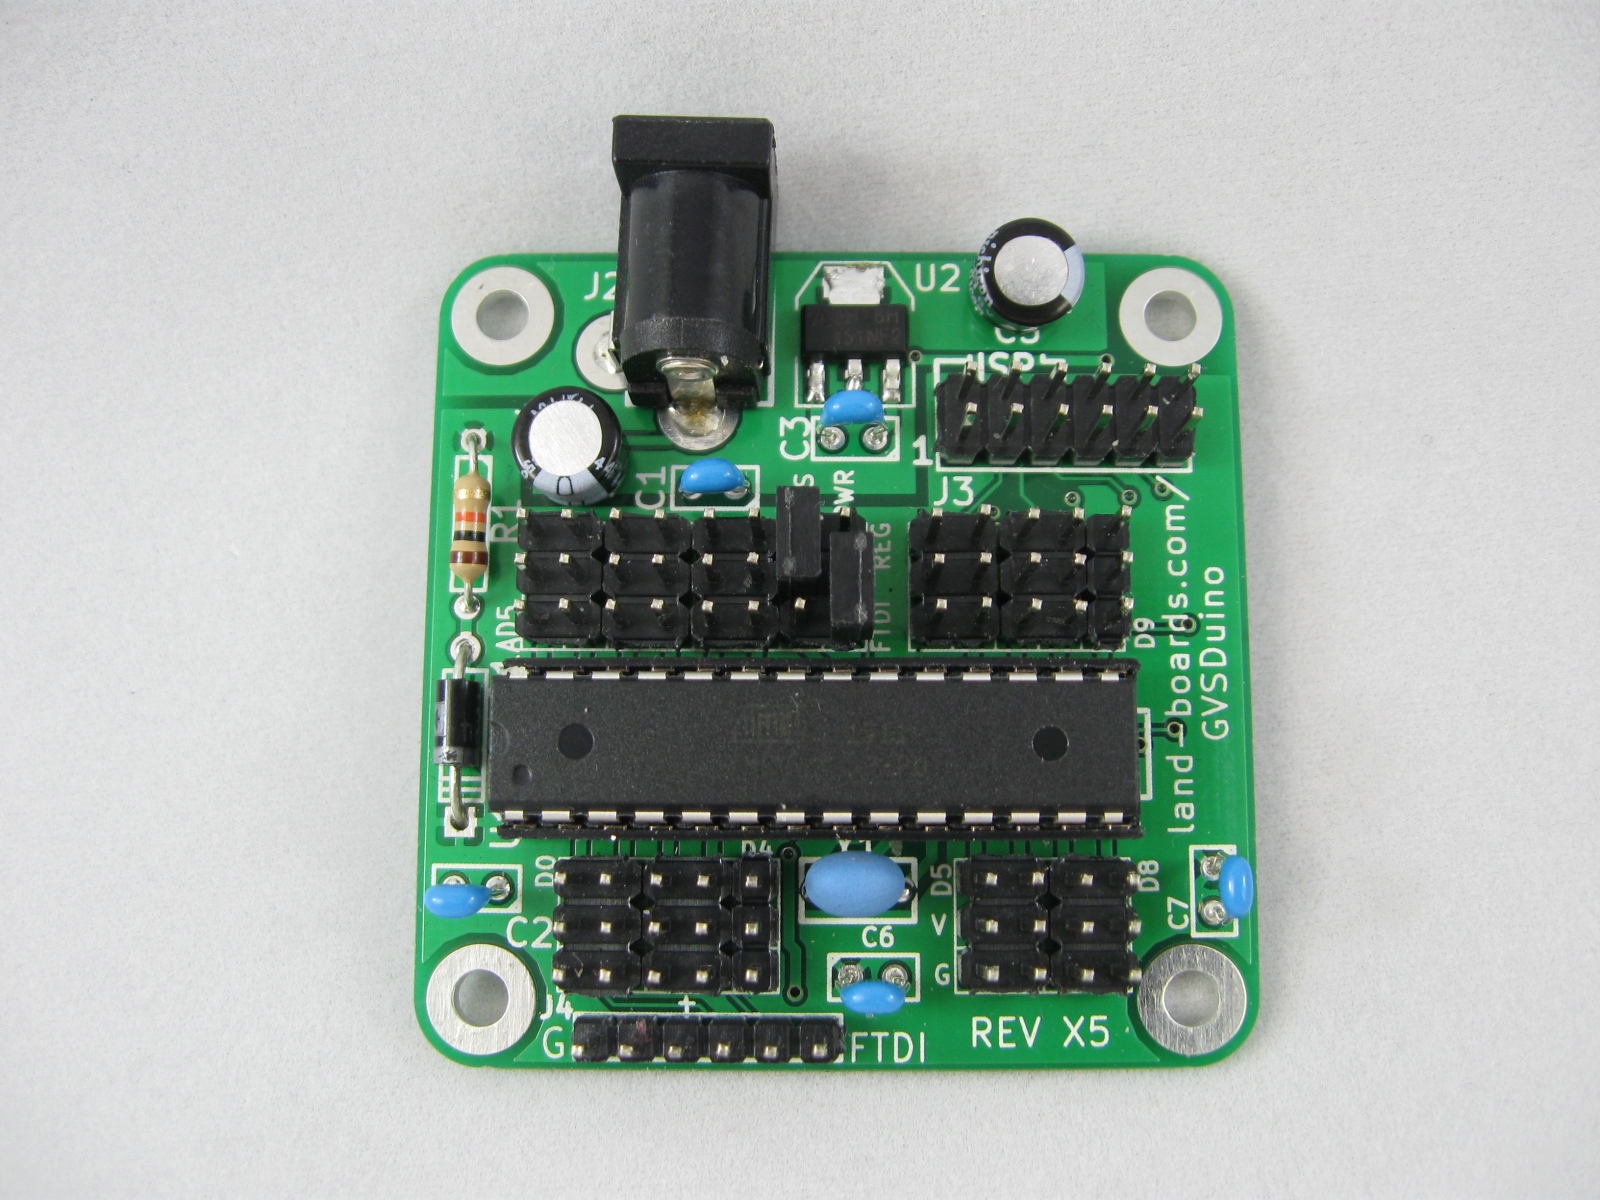 J2
U2
C5
ISP
C3
1
C1
J3
PWR
R1
REG
FTDI
AD5
D9
land-boards.com/
GVSDuino
D0
D4
Y1
D5
D8
V
C7
C2
C6
G
J4
+
G
FTDI
REV X5